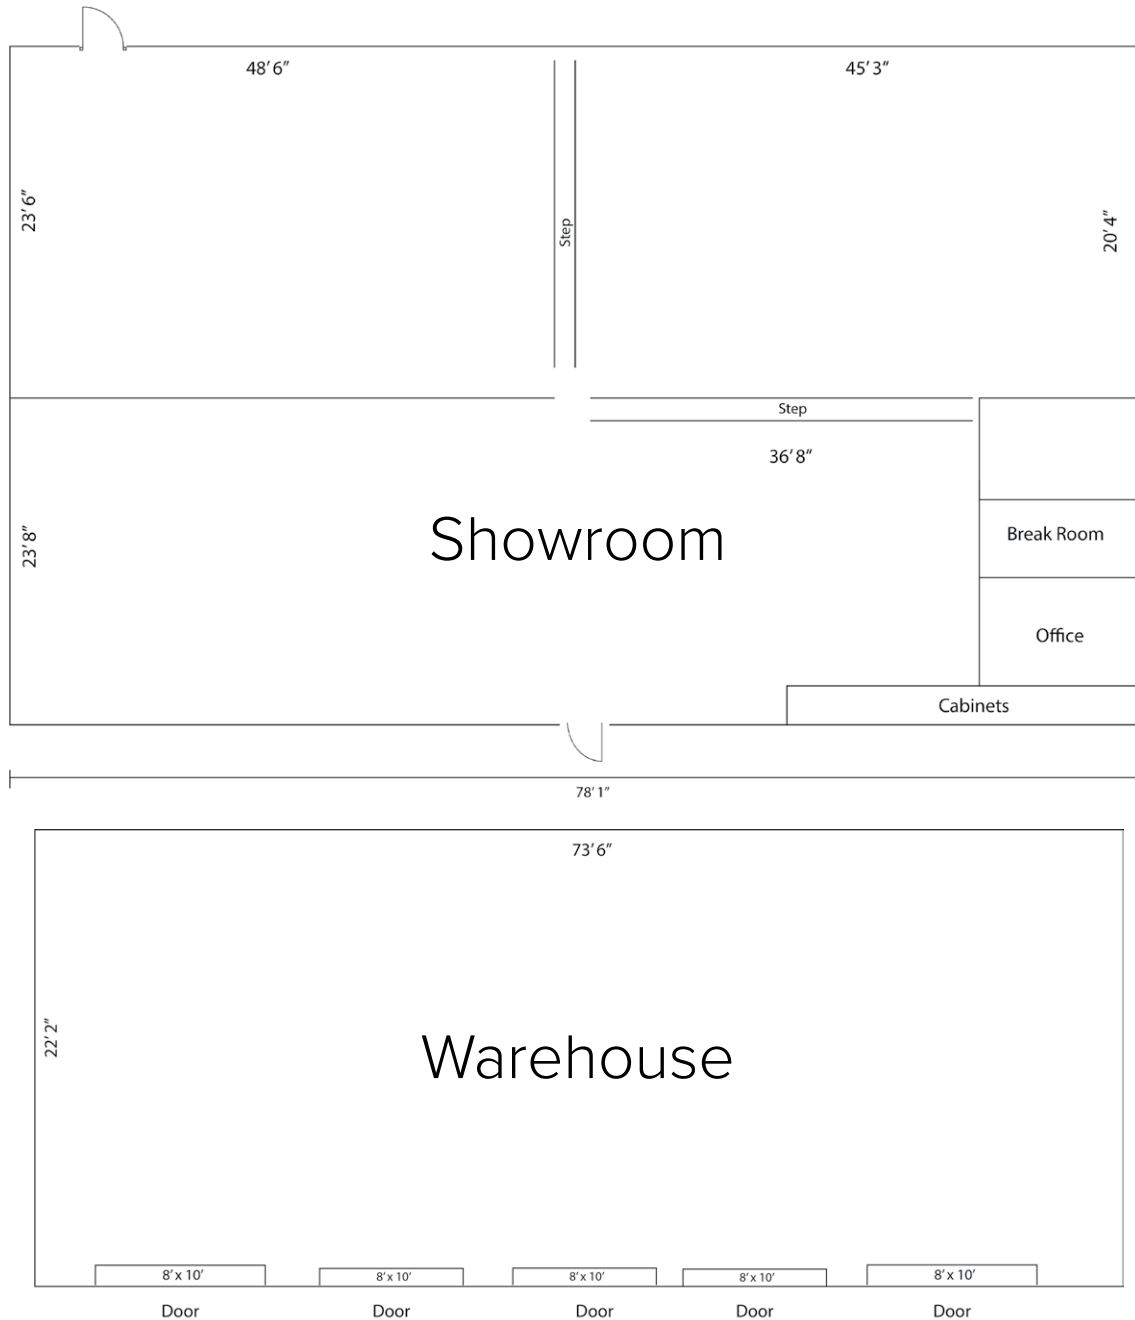 48’ 6”
45’ 3”
23’ 6”
Step
20’ 4”
Step
36’ 8”
Showroom
23’ 8”
Break Room
Office
Cabinets
78’ 1”
73’ 6”
22’ 2”
Warehouse
8’ x 10’
8’ x 10’
8’ x 10’
8’ x 10’
8’ x 10’
Door
Door
Door
Door
Door